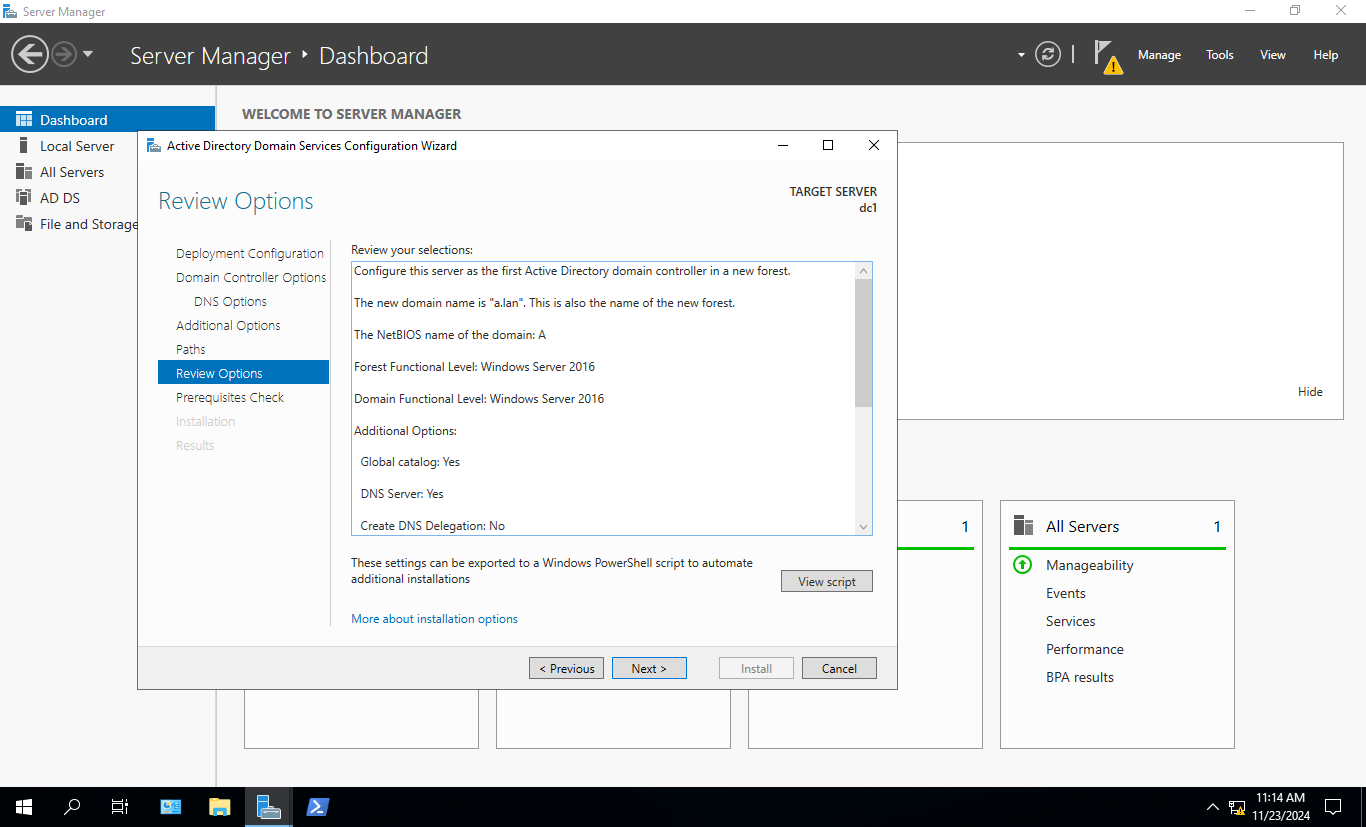 Server Manager
Server Manager ‣ Dashboard
Manage
Tools
View
Help
Dashboard
Local Server
All Servers
AD DS
File and Storage
WELCOME TO SERVER MANAGER
Active Directory Domain Services Configuration Wizard
Review Options
TARGET SERVER
dc1
Deployment Configuration
Domain Controller Options
DNS Options
Additional Options
Paths
Review Options
Prerequisites Check
Installation
Results
Review your selections:
Configure this server as the first Active Directory domain controller in a new forest.
The new domain name is "a.lan". This is also the name of the new forest.
The NetBIOS name of the domain: A
Forest Functional Level: Windows Server 2016
Domain Functional Level: Windows Server 2016
Additional Options:
Global catalog: Yes
DNS Server: Yes
Create DNS Delegation: No
These settings can be exported to a Windows PowerShell script to automate
additional installations
View script
More about installation options
< Previous
Next >
Install
Cancel
Hide
1
All Servers
1
Manageability
Events
Services
Performance
BPA results
11:14 AM
11/23/2024